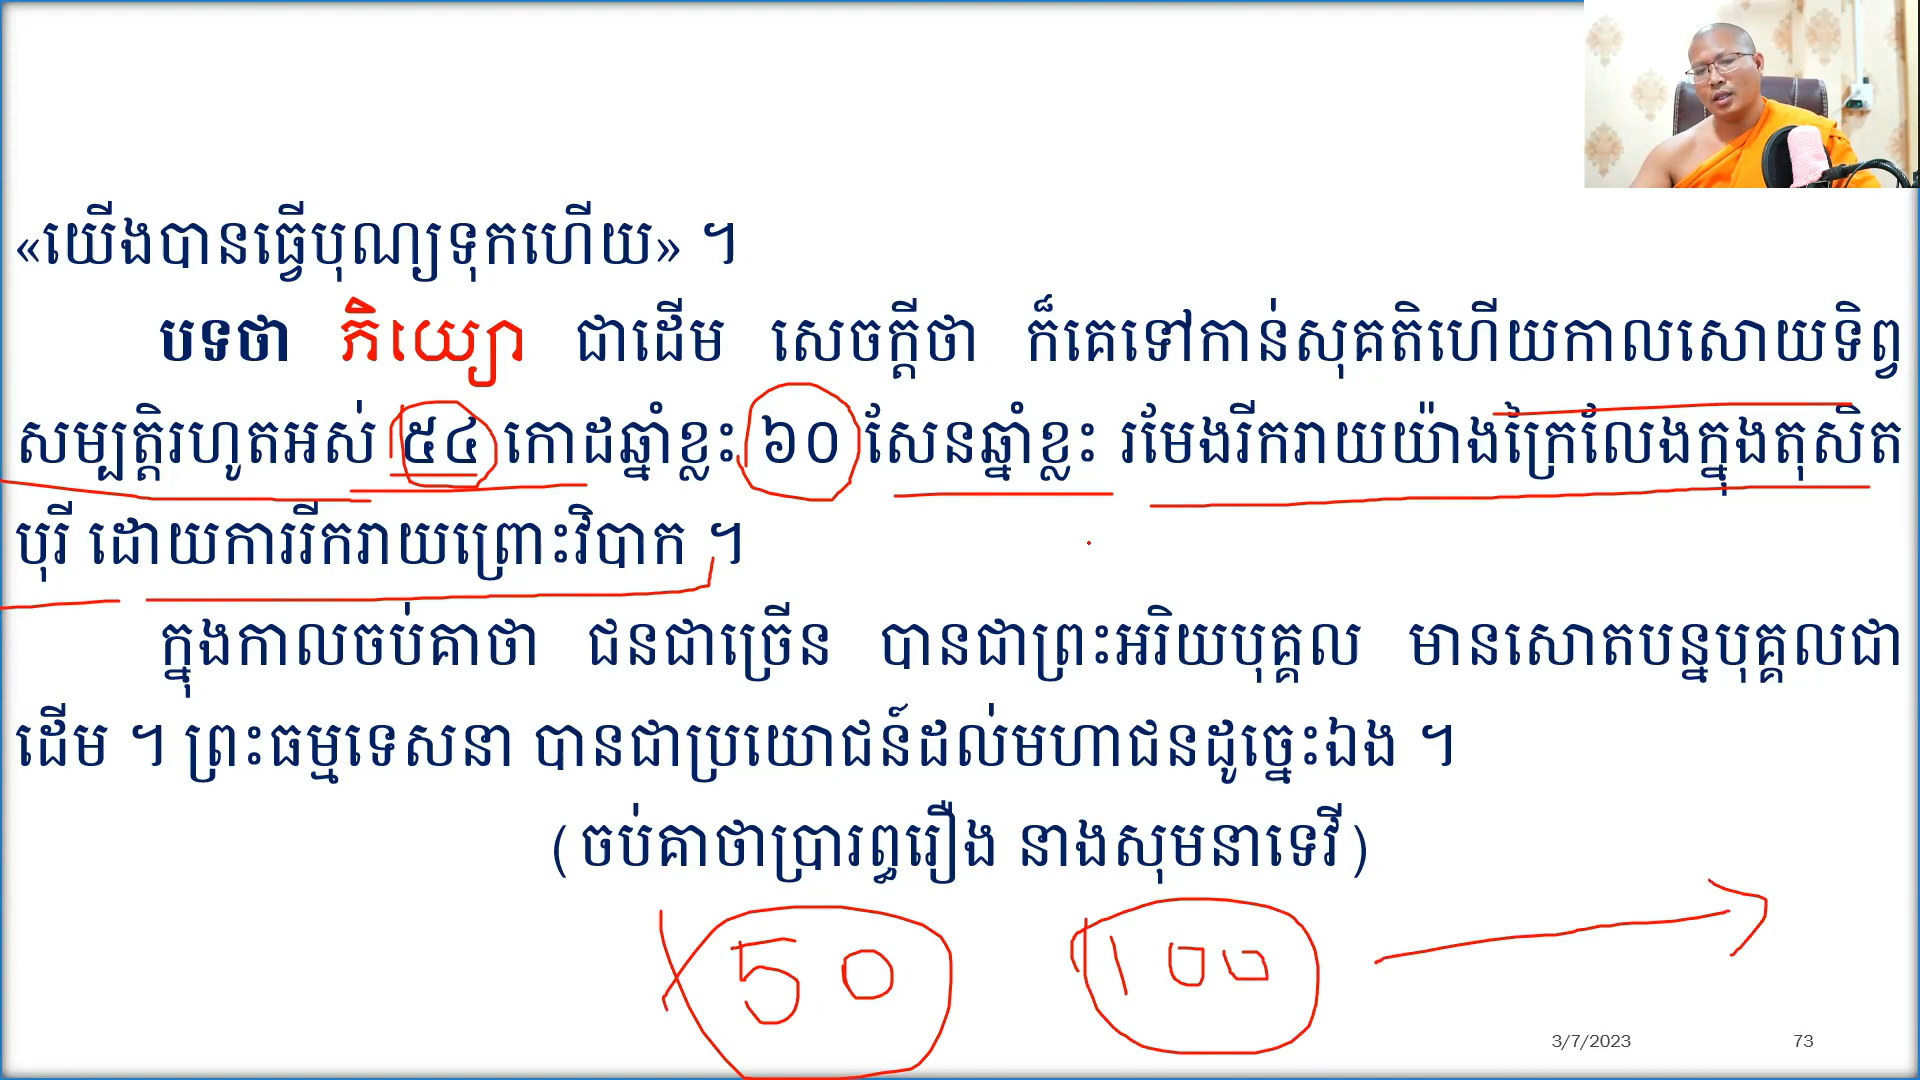 «យើងបានធ្វើបុណ្យទុកហើយ» ។
បទថា ភិយ្យោ ជាដើម សេចក្ដីថា ក៏គេទៅកាន់សុគតិហើយកាលសោយទិព្វ
សម្បត្តិរហូតអស់ ៥៤ កោដឆ្នាំខ្លះ ៦០ សែនឆ្នាំខ្លះ រមែងរីករាយយ៉ាងក្រៃលែងក្នុងតុសិត
បុរី ដោយការរីករាយព្រោះវិបាក ។
ក្នុងកាលចប់គាថា ជនជាច្រើន បានជាព្រះអរិយបុគ្គល មានសោតបន្នបុគ្គលជា
ដើម ។ ព្រះធម្មទេសនា បានជាប្រយោជន៍ដល់មហាជនដូច្នេះឯង ។
(ចប់គាថាប្រារព្ធរឿង នាងសុមនាទេវី)
50 100
3/7/2023 73